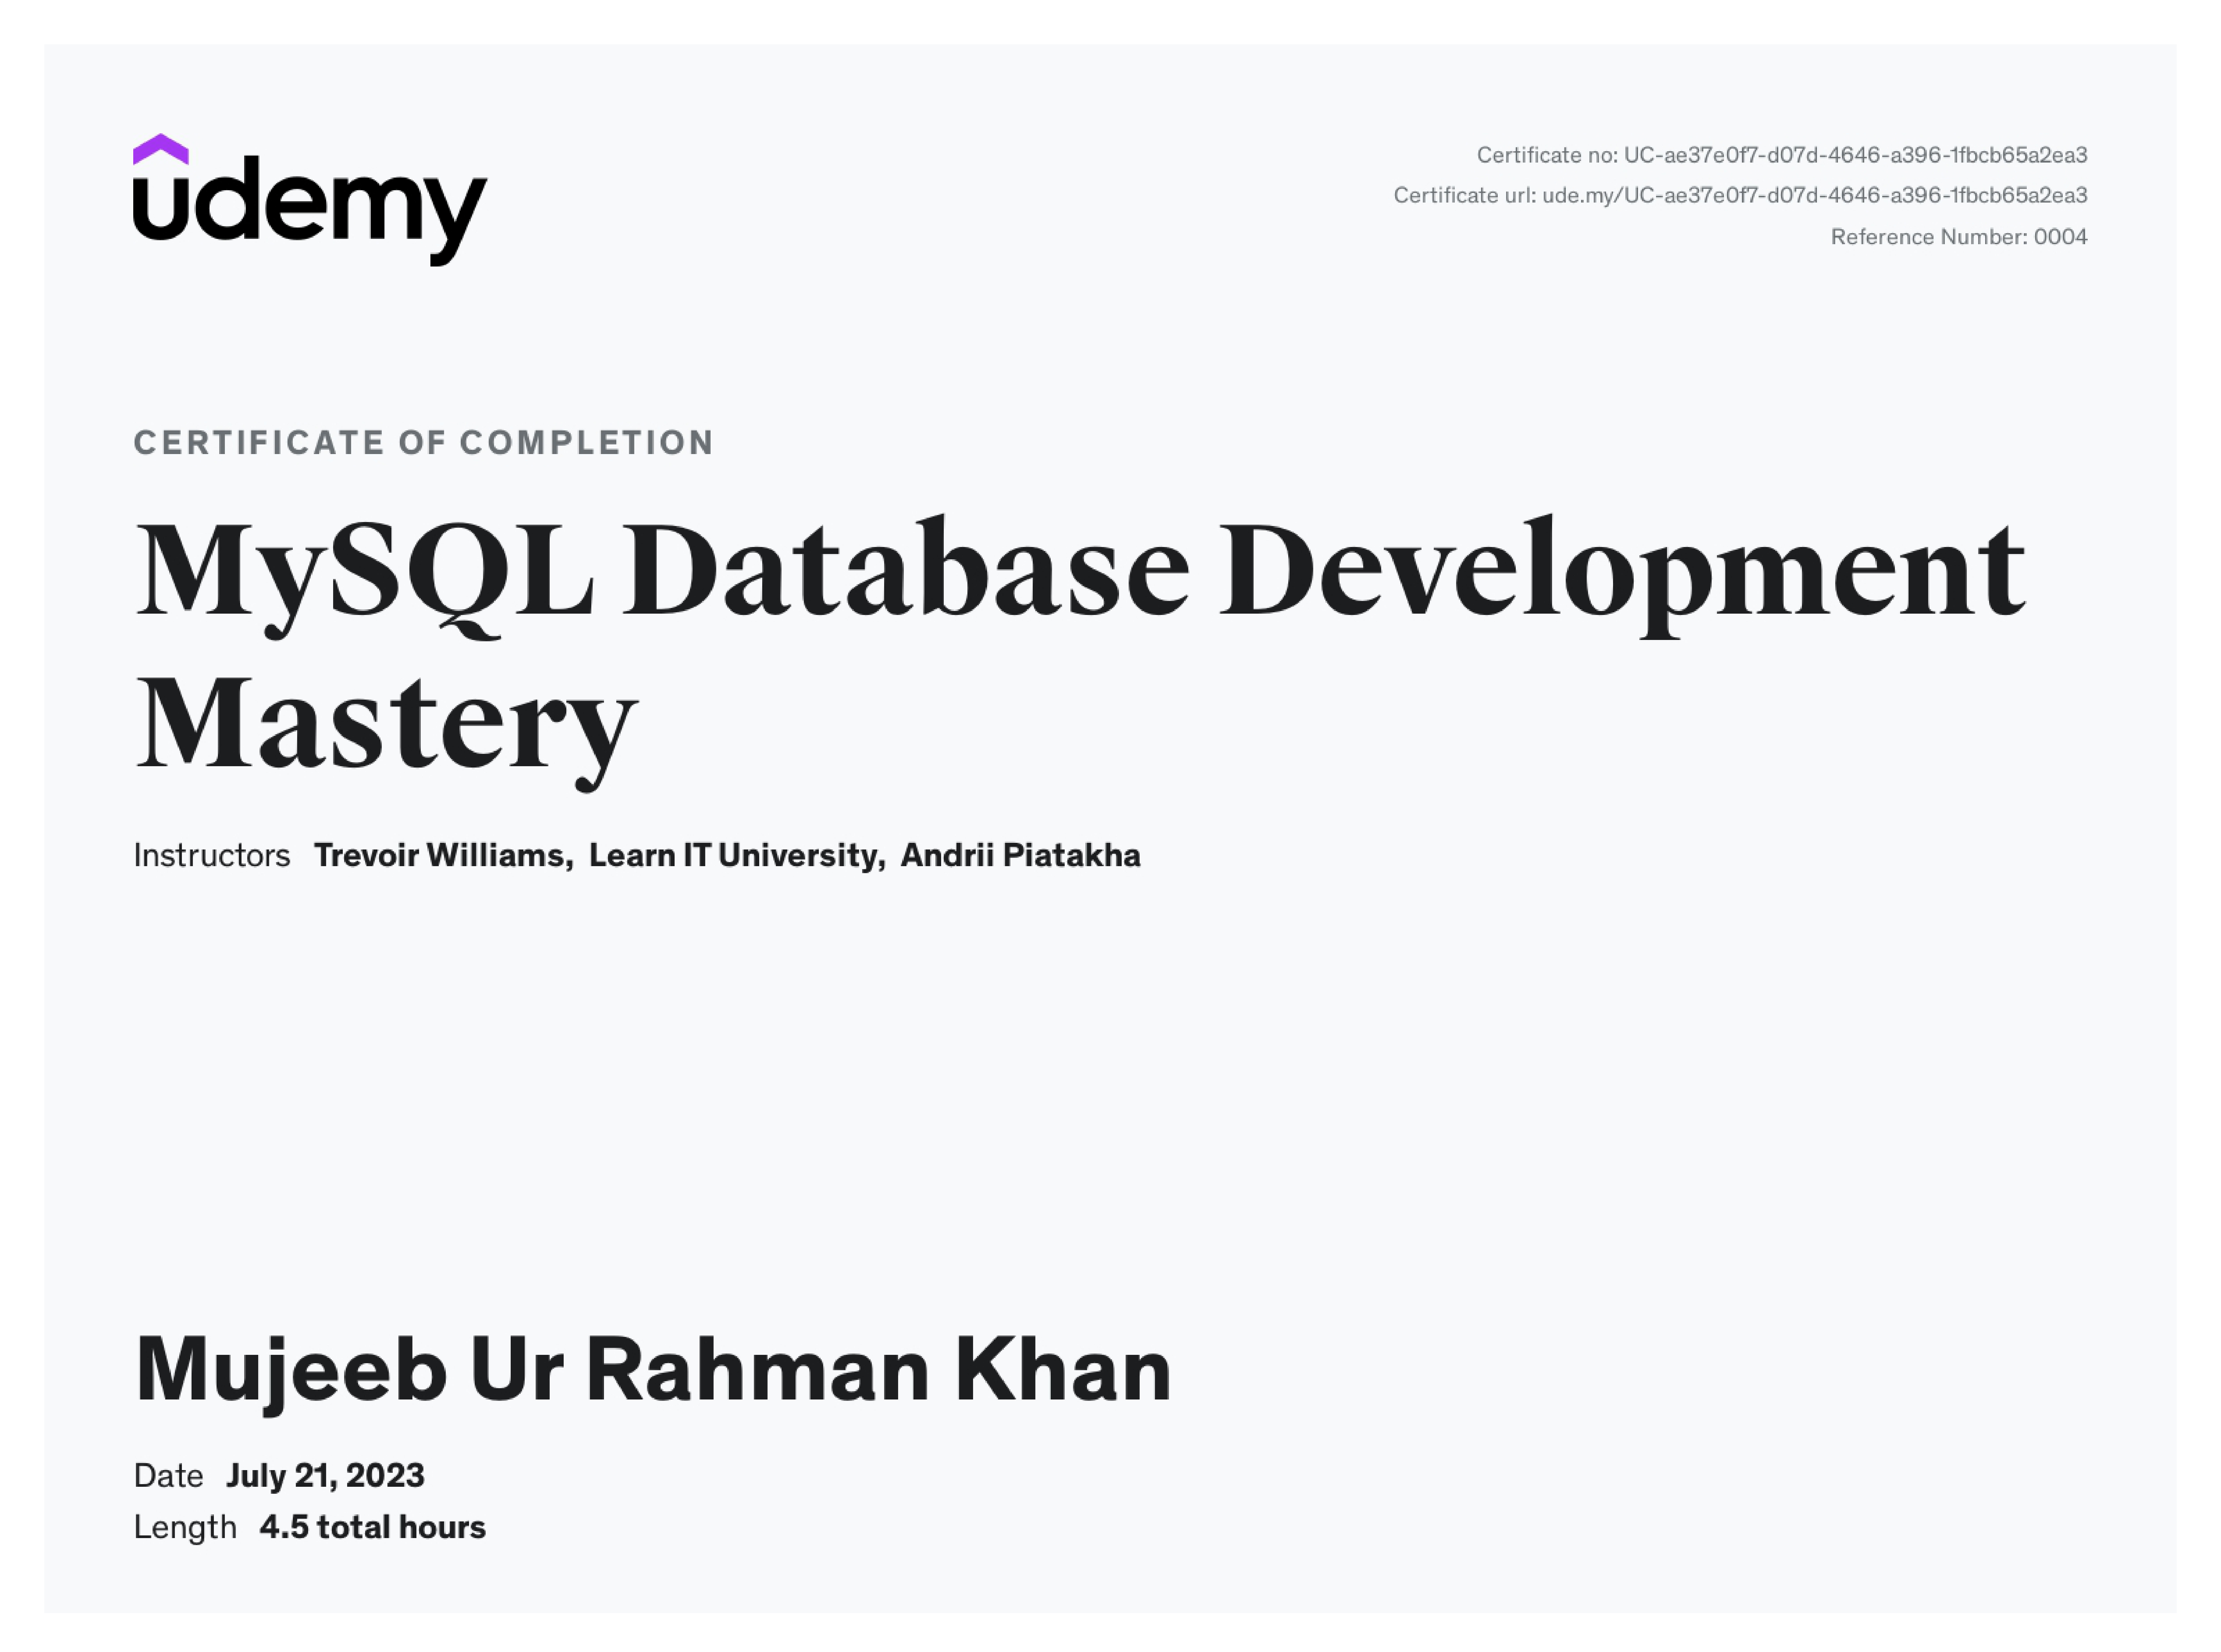 udemy
Certificate no: UC-ae37e0f7-d07d-4646-a396-1fbcb65a2ea3
Certificate url: ude.my/UC-ae37e0f7-d07d-4646-a396-1fbcb65a2ea3
Reference Number: 0004
CERTIFICATE OF COMPLETION
MySQL Database Development
Mastery
Instructors Trevoir Williams, Learn IT University, Andrii Piatakha
Mujeeb Ur Rahman Khan
Date July 21, 2023
Length 4.5 total hours